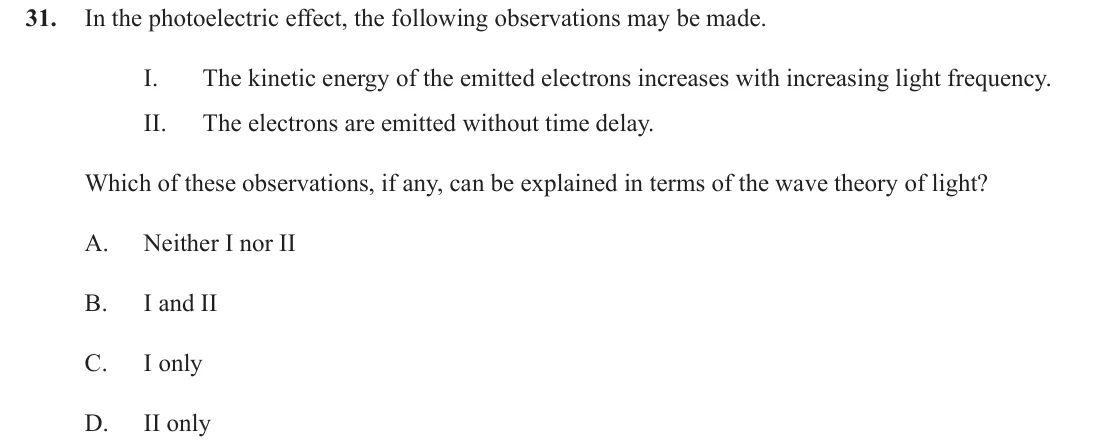 31. In the photoelectric effect, the following observations may be made.
I. The kinetic energy of the emitted electrons increases with increasing light frequency.
II. The electrons are emitted without time delay.
Which of these observations, if any, can be explained in terms of the wave theory of light?
A. Neither I nor II
B. I and II
C. I only
D. II only